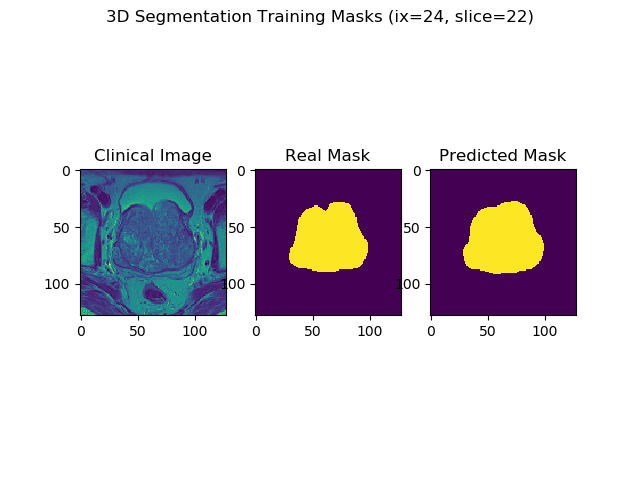 3D Segmentation Training Masks (ix=24, slice=22)
Clinical Image Real Mask Predicted Mask
0 0 0
50 50 50
100 100 100
0 50 100 0 50 100 0 50 100